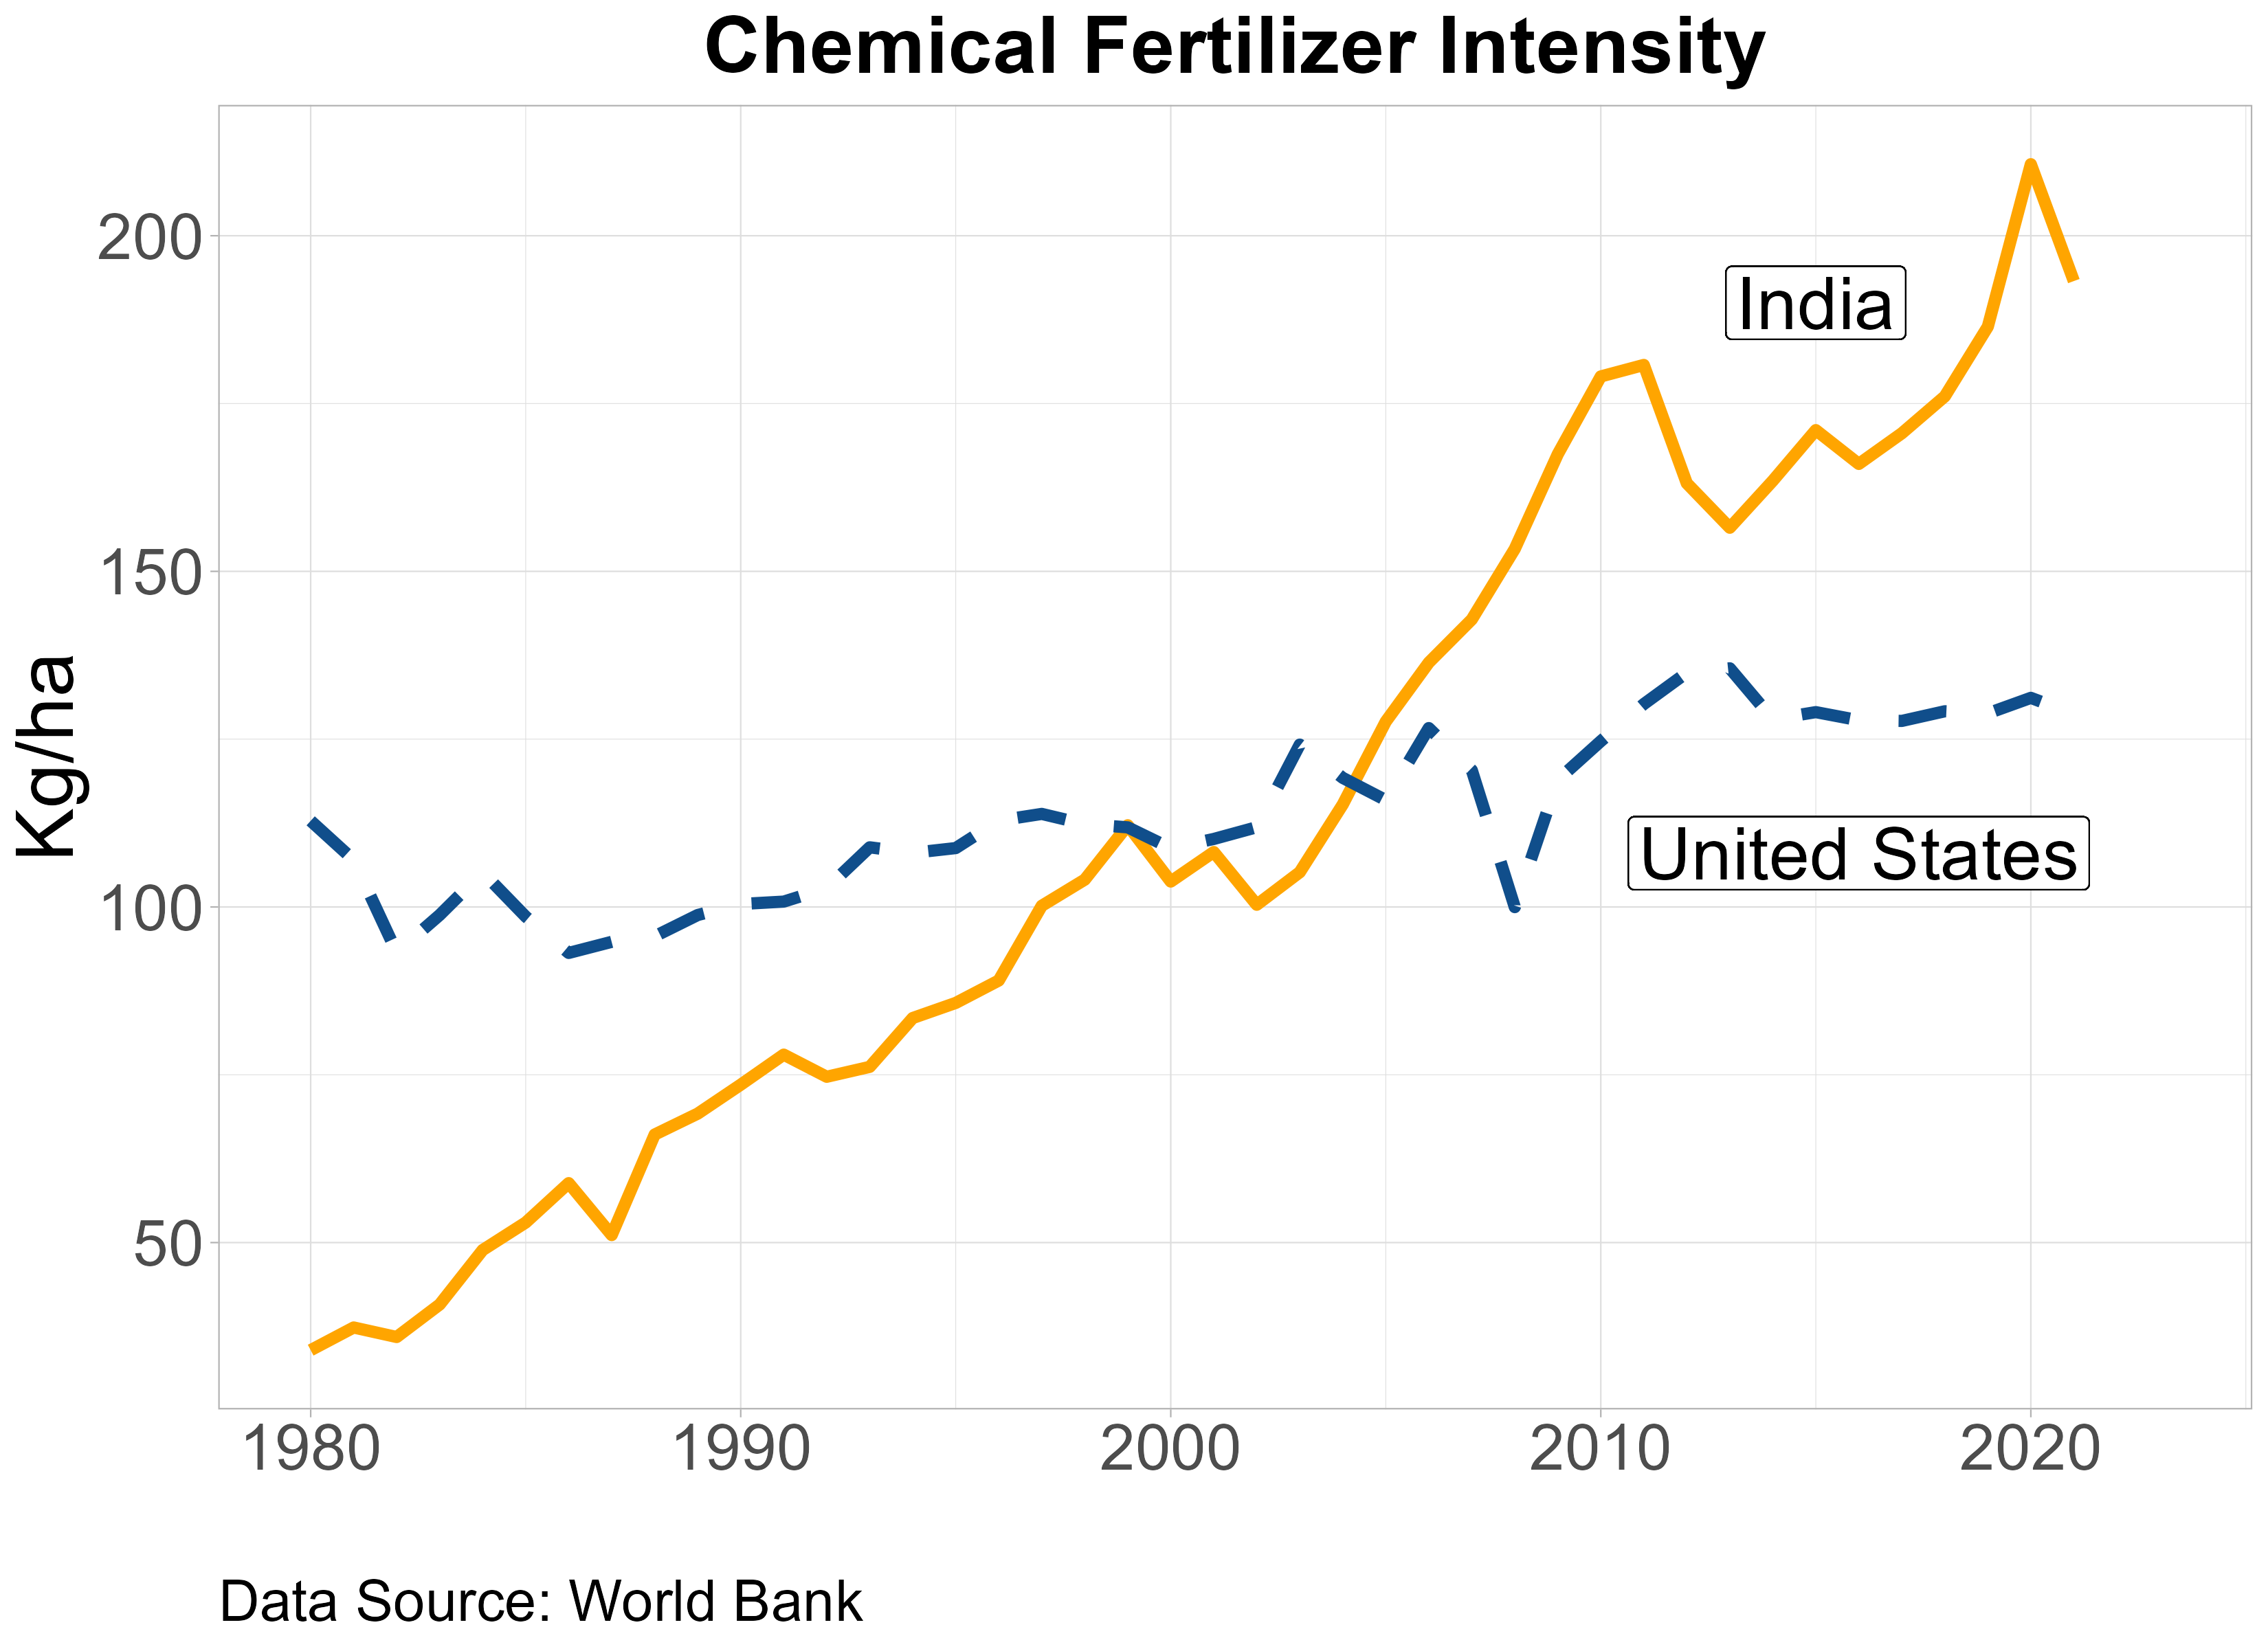 Chemical Fertilizer Intensity
Kg/ha
200
150
100
50
India
United States
1980 1990 2000 2010 2020
Data Source: World Bank